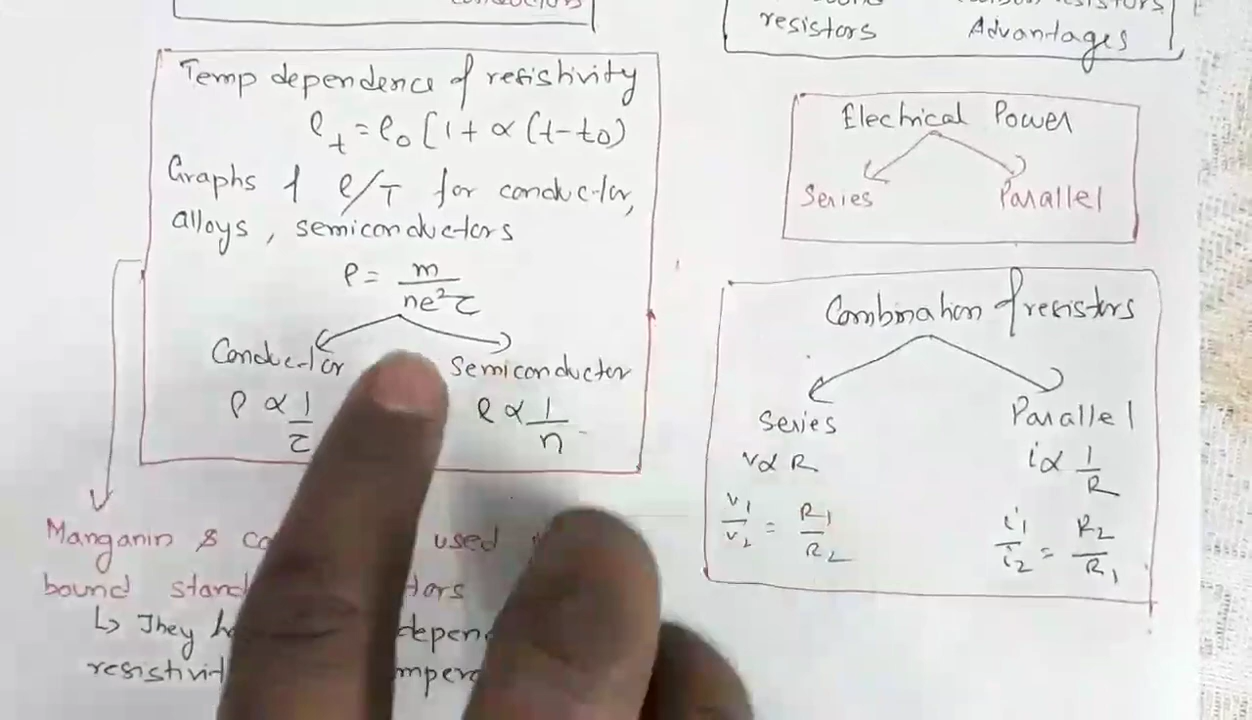 resistors
Advantages
Temp dependence of resistivity
ρt = ρ0 [1 + α (t-t0)
Graphs of ρ/T for conductor,
alloys, semiconductors
ρ = m/ne²τ
Conductor
Semiconductor
ρ ∝ 1/τ
ρ ∝ 1/n
Manganin &
used
bound
They
Electrical Power
Series
Parallel
Combination of resistors
Series
Parallel
V ∝ R
i ∝ 1/R
V1/V2 = R1/R2
i1/i2 = R2/R1